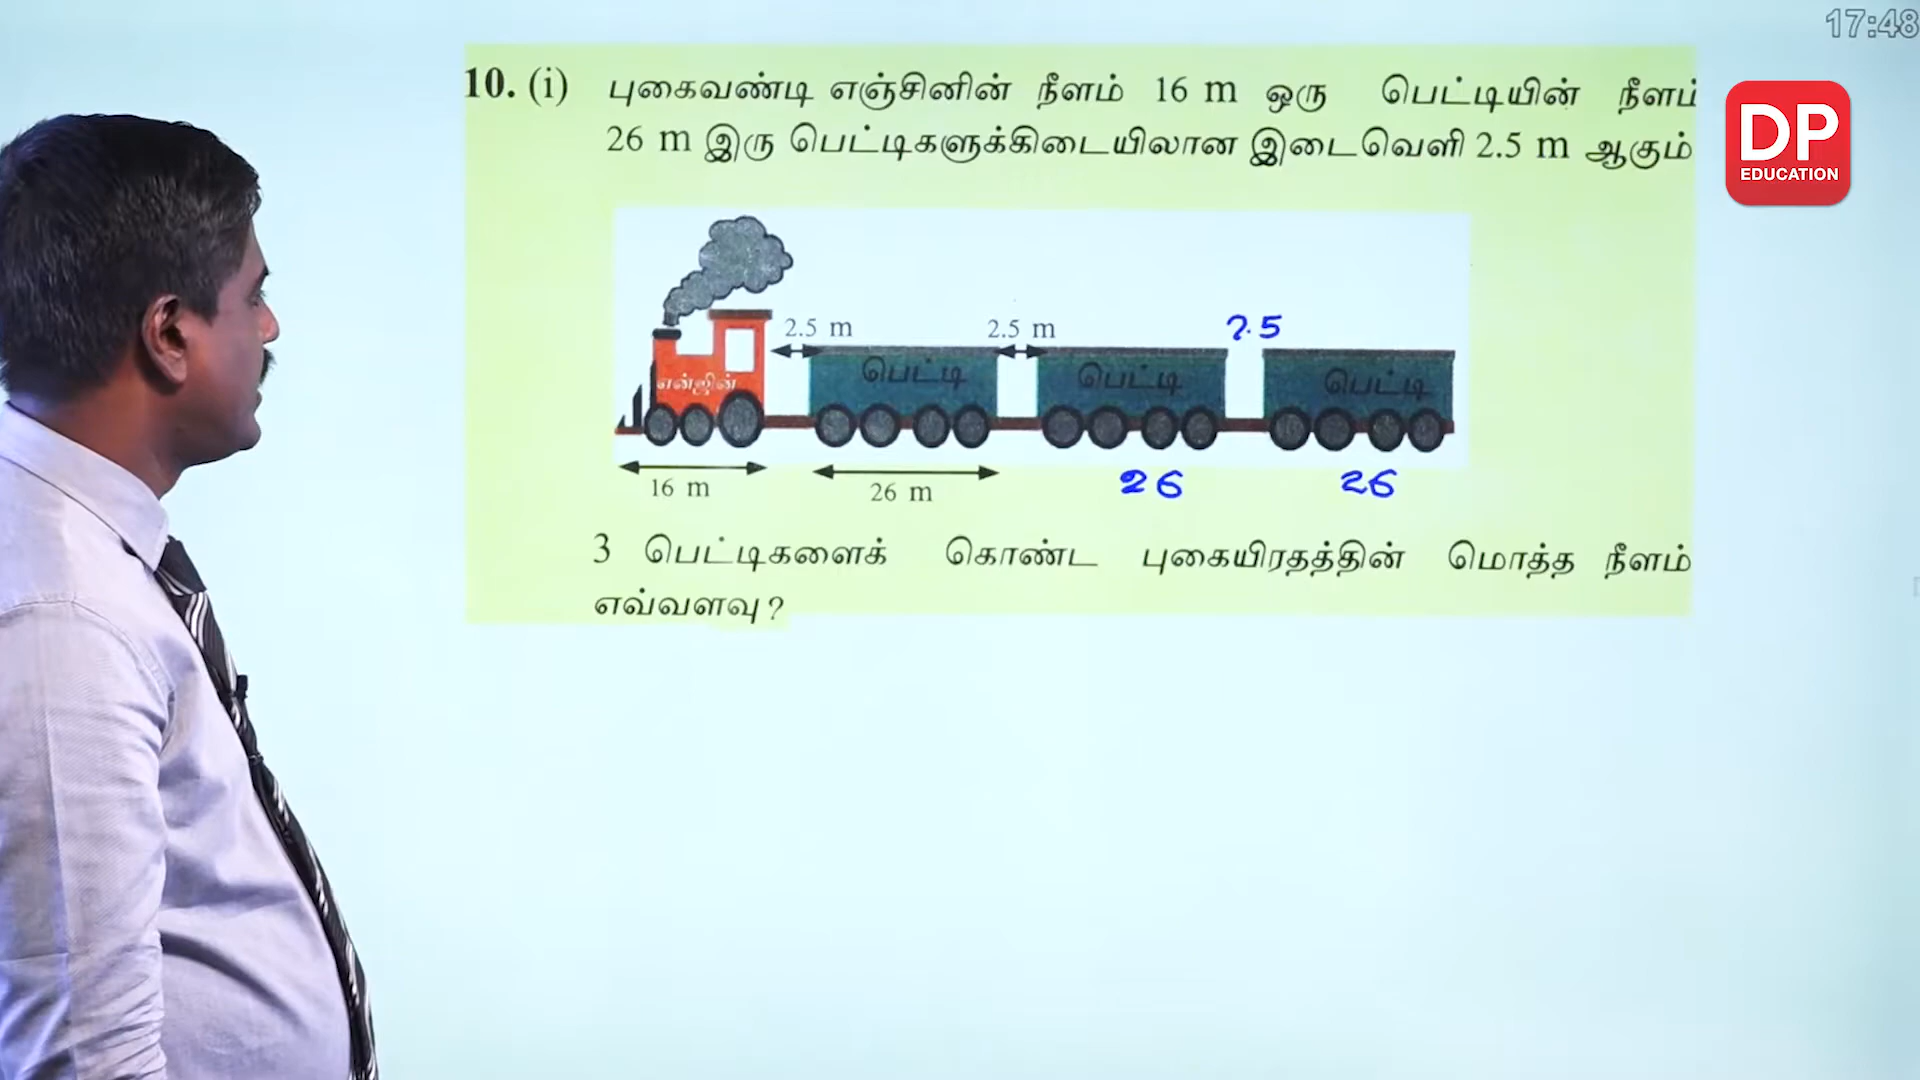 17:48
10. (i) புகைவண்டி எஞ்சினின் நீளம் 16 m ஒரு பெட்டியின் நீளம்
26 m இரு பெட்டிகளுக்கிடையிலான இடைவெளி 2.5 m ஆகும்
DP
EDUCATION
2.5 m 2.5 m 2.5
என்ஜின் பெட்டி பெட்டி பெட்டி
16 m 26 m 26 26
3 பெட்டிகளைக் கொண்ட புகையிரதத்தின் மொத்த நீளம்
எவ்வளவு?